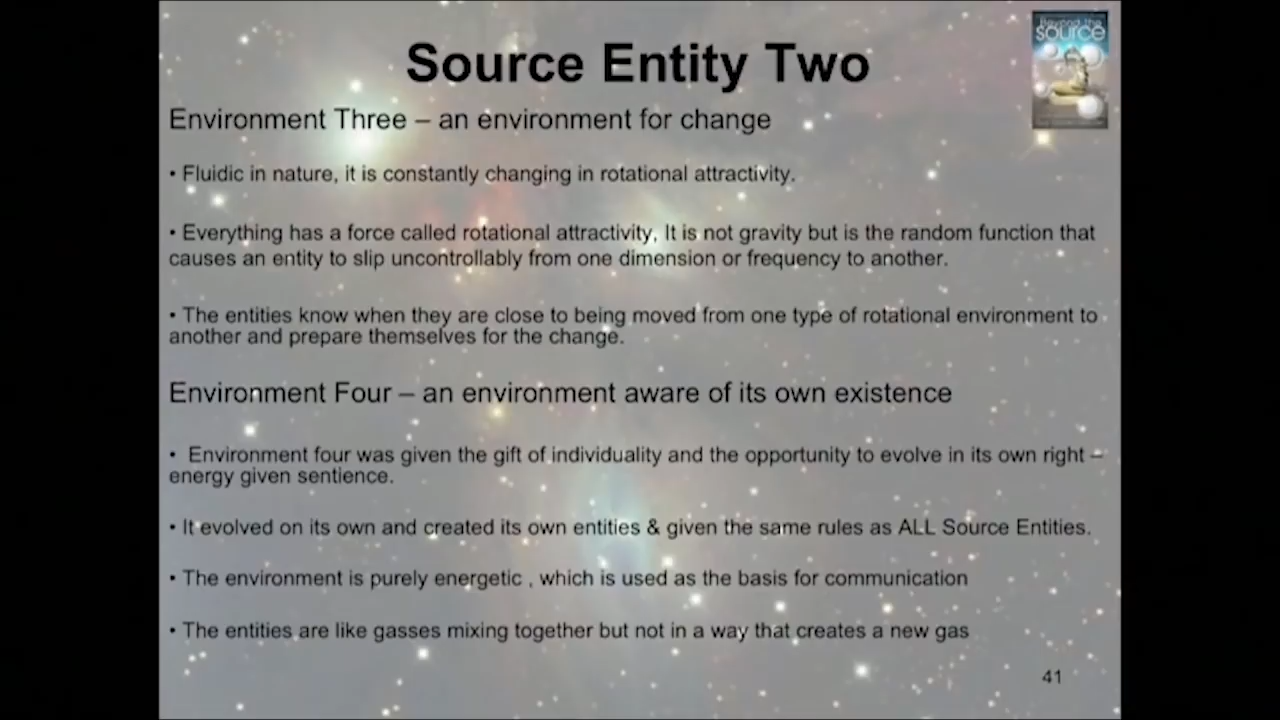 Beyond the
source
Source Entity Two
Environment Three – an environment for change
• Fluidic in nature, it is constantly changing in rotational attractivity.
• Everything has a force called rotational attractivity, It is not gravity but is the random function that
causes an entity to slip uncontrollably from one dimension or frequency to another.
• The entities know when they are close to being moved from one type of rotational environment to
another and prepare themselves for the change.
Environment Four – an environment aware of its own existence
• Environment four was given the gift of individuality and the opportunity to evolve in its own right –
energy given sentience.
• It evolved on its own and created its own entities & given the same rules as ALL Source Entities.
• The environment is purely energetic , which is used as the basis for communication
• The entities are like gasses mixing together but not in a way that creates a new gas
41